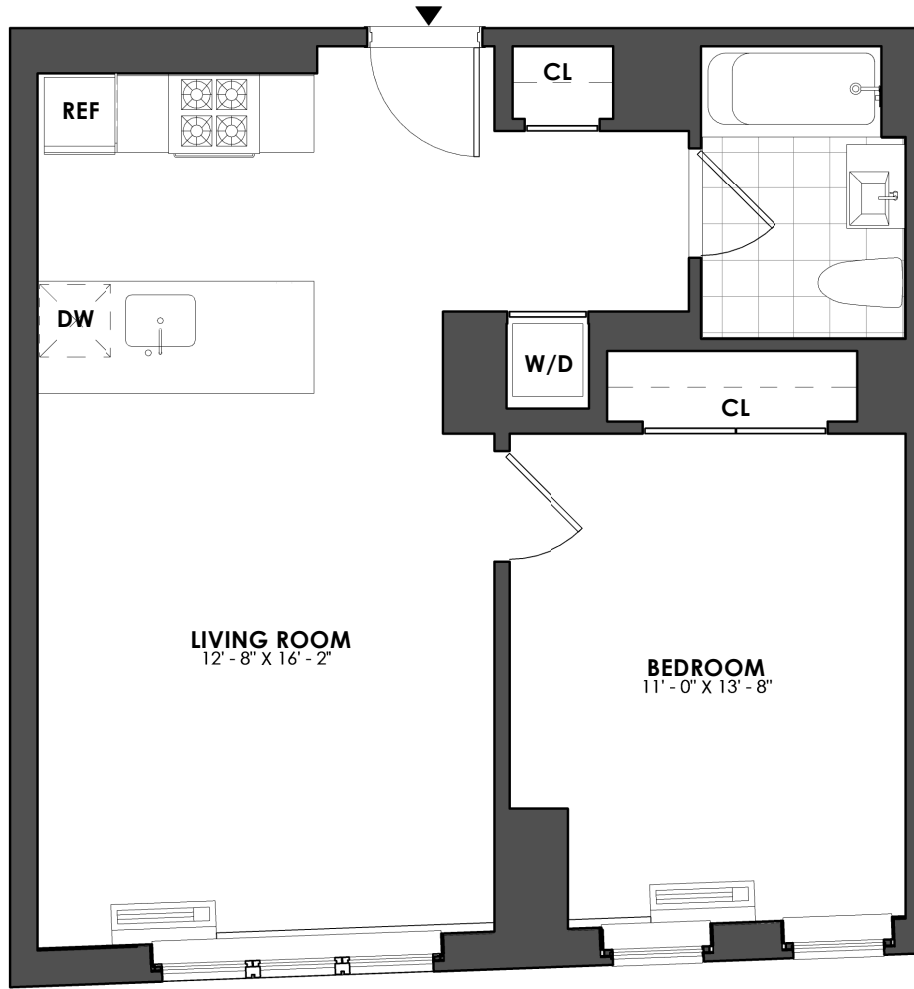 CL
REF
DW
W/D
CL
LIVING ROOM
12' - 8" X 16' - 2"
BEDROOM
11' - 0" X 13' - 8"